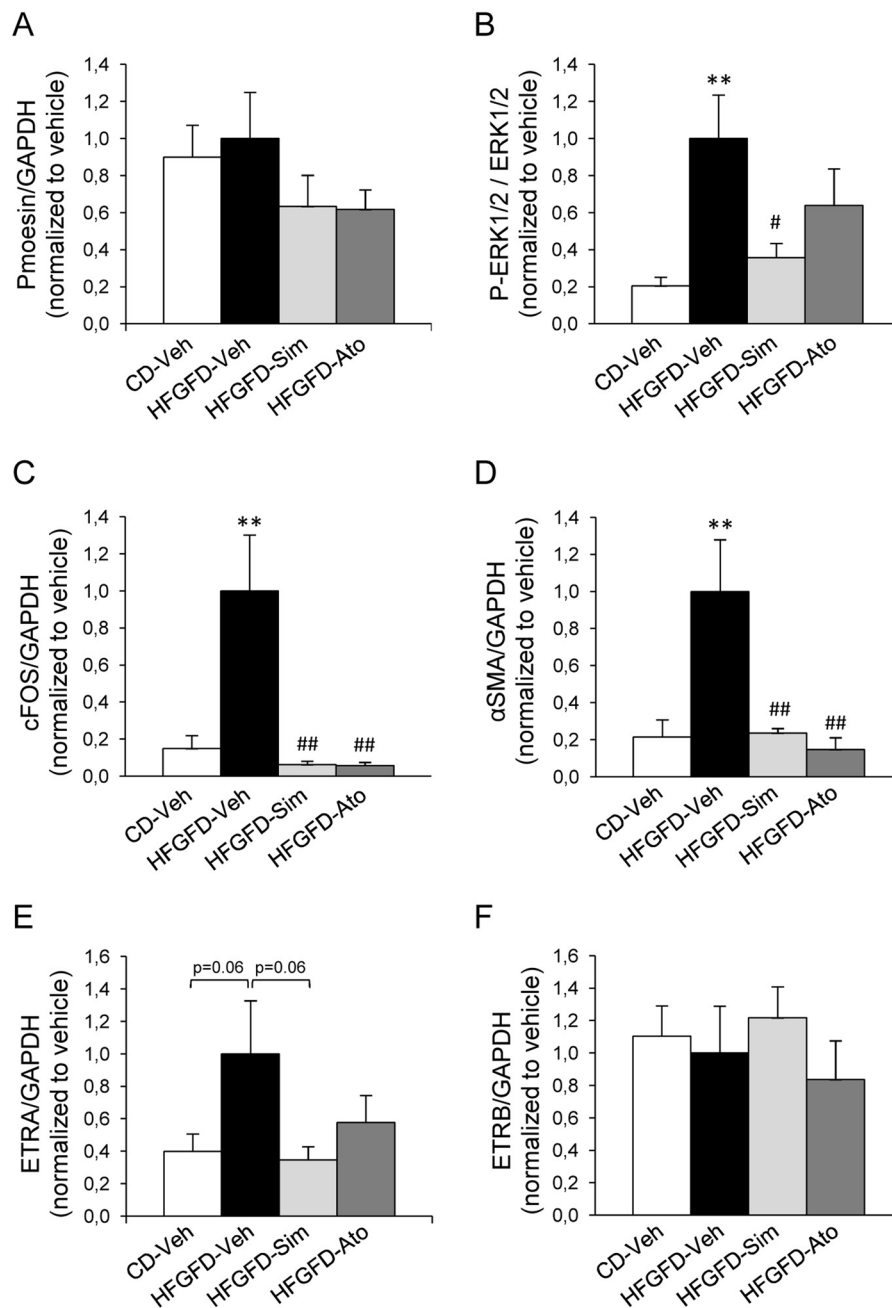 A
Pmoesin/GAPDH
(normalized to vehicle)
1,4
1,2
1,0
0,8
0,6
0,4
0,2
0,0
CD-Veh
HFGFD-Veh
HFGFD-Sim
HFGFD-Ato
B
P-ERK1/2 / ERK1/2
(normalized to vehicle)
1,4
1,2
1,0
0,8
0,6
0,4
0,2
0,0
**
#
CD-Veh
HFGFD-Veh
HFGFD-Sim
HFGFD-Ato
C
cFOS/GAPDH
(normalized to vehicle)
1,4
1,2
1,0
0,8
0,6
0,4
0,2
0,0
**
##
##
CD-Veh
HFGFD-Veh
HFGFD-Sim
HFGFD-Ato
D
αSMA/GAPDH
(normalized to vehicle)
1,4
1,2
1,0
0,8
0,6
0,4
0,2
0,0
**
##
##
CD-Veh
HFGFD-Veh
HFGFD-Sim
HFGFD-Ato
E
ETRA/GAPDH
(normalized to vehicle)
1,6
1,4
1,2
1,0
0,8
0,6
0,4
0,2
0,0
p=0.06
p=0.06
CD-Veh
HFGFD-Veh
HFGFD-Sim
HFGFD-Ato
F
ETRB/GAPDH
(normalized to vehicle)
1,6
1,4
1,2
1,0
0,8
0,6
0,4
0,2
0,0
CD-Veh
HFGFD-Veh
HFGFD-Sim
HFGFD-Ato